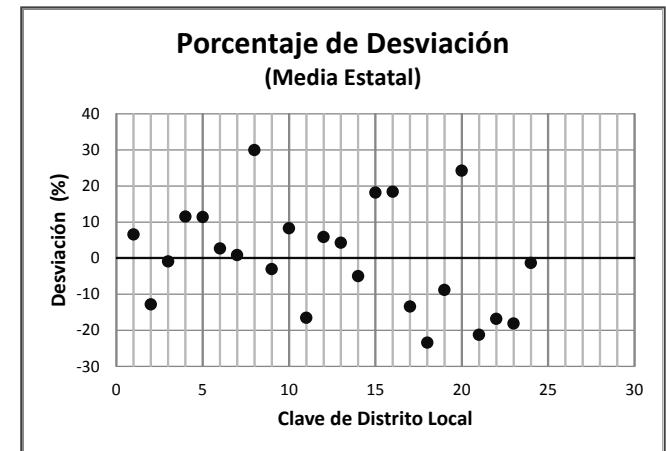 Porcentaje de Desviación
(Media Estatal)
40
30
20
10
0
-10
-20
-30
Desviación (%)
0 5 10 15 20 25 30
Clave de Distrito Local